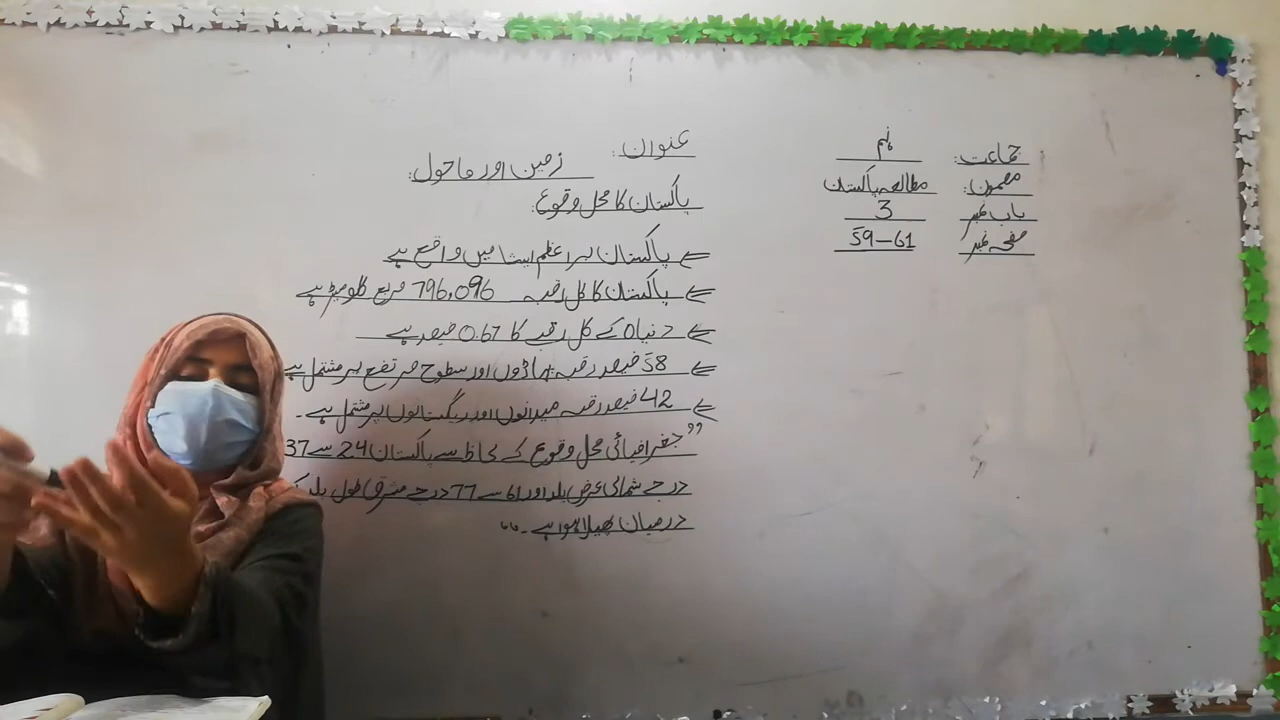 جماعت: نہم
مضمون: مطالعہ پاکستان
باب نمبر 3
صفحہ نمبر 59-61
عنوان: زمین اور ماحول:
پاکستان کا محل وقوع:
پاکستان براعظم ایشیا میں واقع ہے
پاکستان کا کل رقبہ 796,096 مربع کلومیٹر ہے
دنیا کے کل رقبے کا 0.67 فیصد ہے
58 فیصد رقبہ پہاڑوں اور سطوح مرتفع پر مشتمل ہے
42 فیصد رقبہ میدانوں اور ریگستانوں پر مشتمل ہے۔
"جغرافیائی محل وقوع کے لحاظ سے پاکستان 24 سے 37
درجے شمالی عرض بلد اور 61 سے 77 درجے مشرقی طول بلد
درمیان پھیلا ہوا ہے۔"